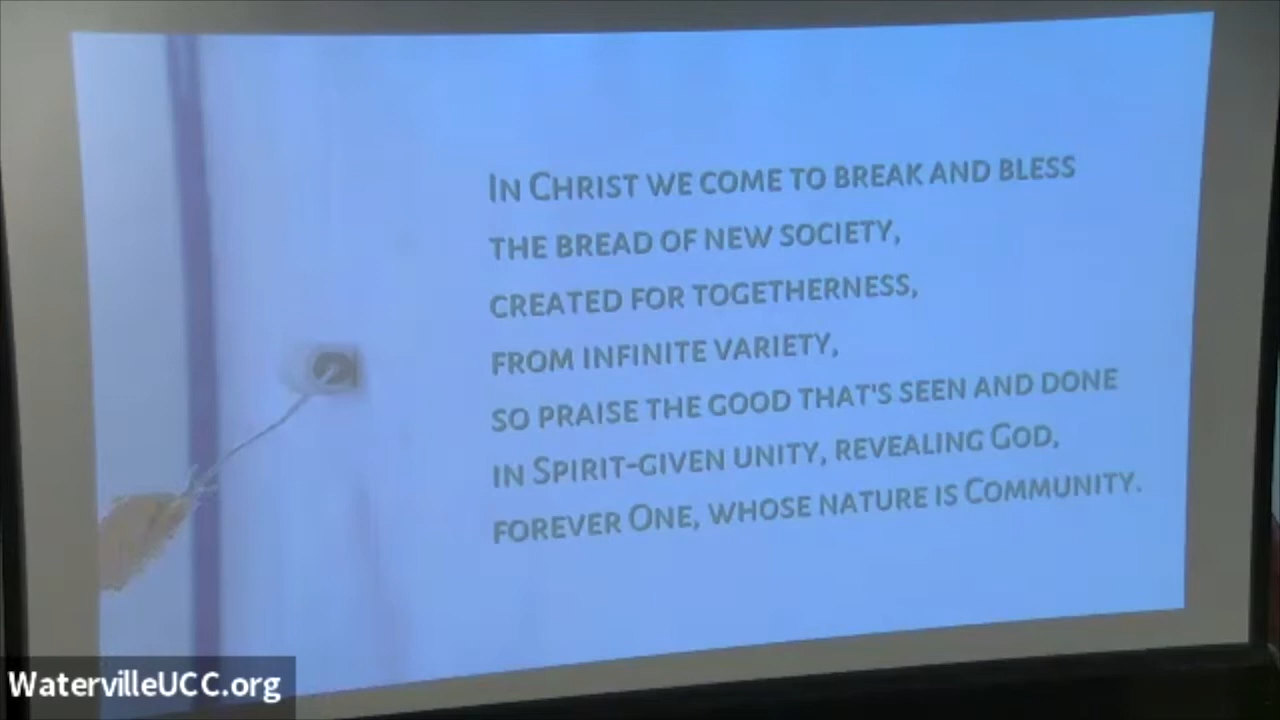 In Christ we come to break and bless
the bread of new society,
created for togetherness,
from infinite variety,
so praise the good that's seen and done
in Spirit-given unity, revealing God,
forever One, whose nature is Community.
WatervilleUCC.org